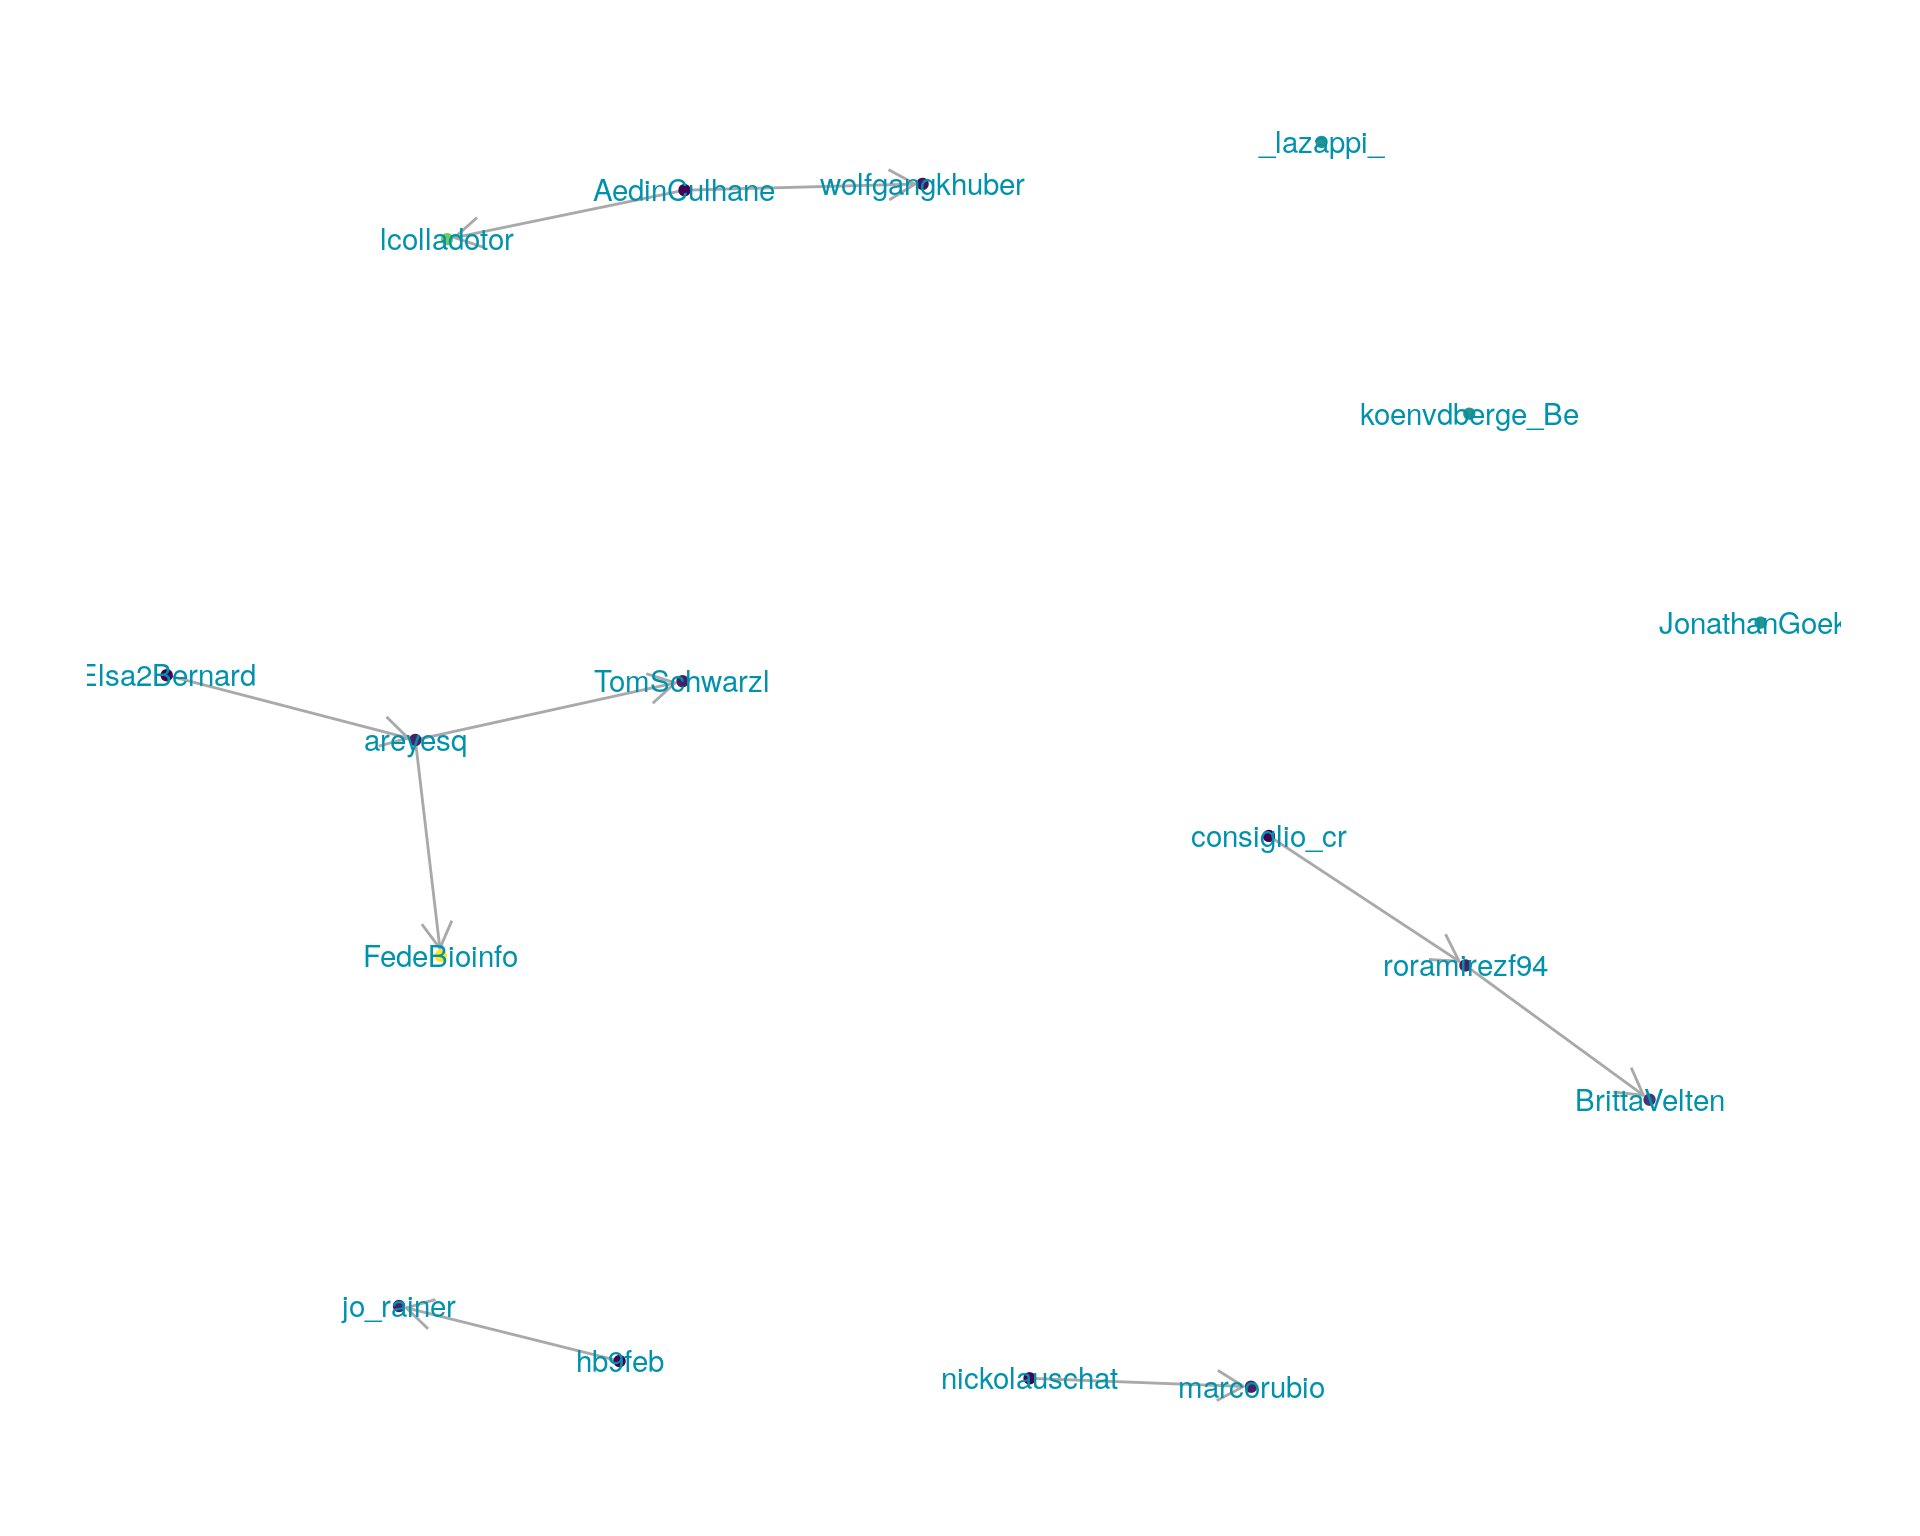 _lazappi_
AedinCulhane
wolfgangkhuber
lcolladotor
koenvdberge_Be
JonathanGoek
Elsa2Bernard
TomSchwarzl
areyesq
consiglio_cr
FedeBioinfo
roramirezf94
BrittaVelten
jo_rainer
hb9feb
nickolauschat
marcorubio